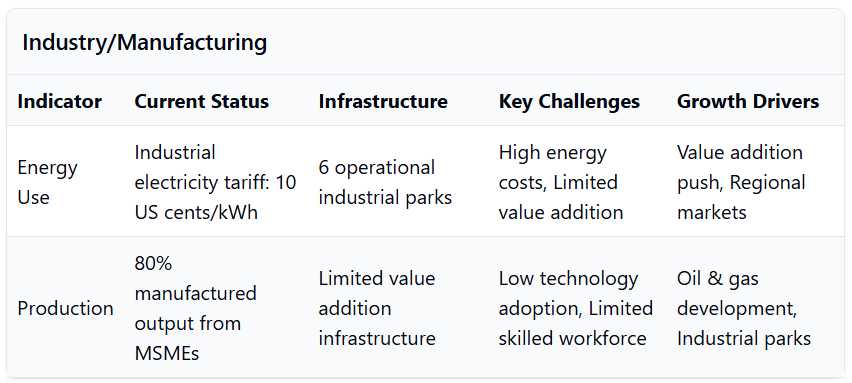 Industry/Manufacturing
Indicator Current Status Infrastructure Key Challenges Growth Drivers
Energy Use
Industrial electricity tariff: 10 US cents/kWh
6 operational industrial parks
High energy costs, Limited value addition
Value addition push, Regional markets
Production
80% manufactured output from MSMEs
Limited value addition infrastructure
Low technology adoption, Limited skilled workforce
Oil & gas development, Industrial parks